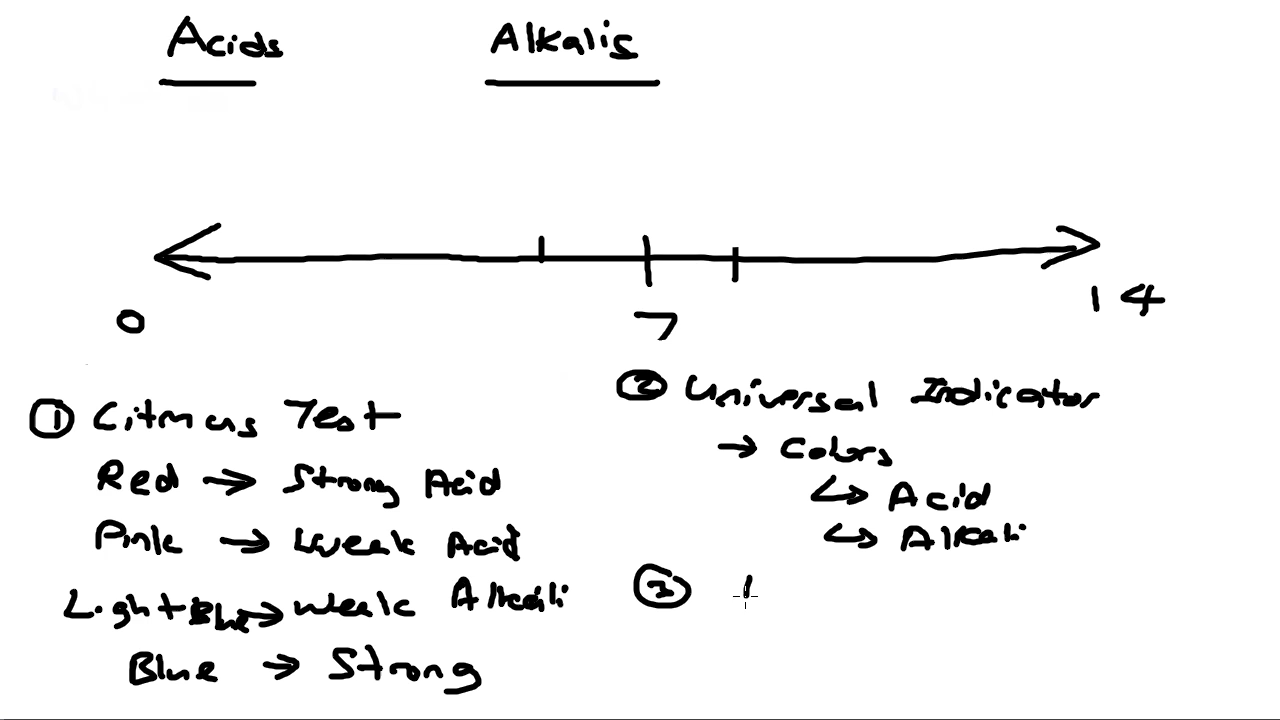 Acids Alkalis
0 7 14
① Litmus Test
Red → Strong Acid
Pink → Weak Acid
Light Blue → Weak Alkali
Blue → Strong
② Universal Indicator
→ Colors
↳ Acid
↳ Alkali
③